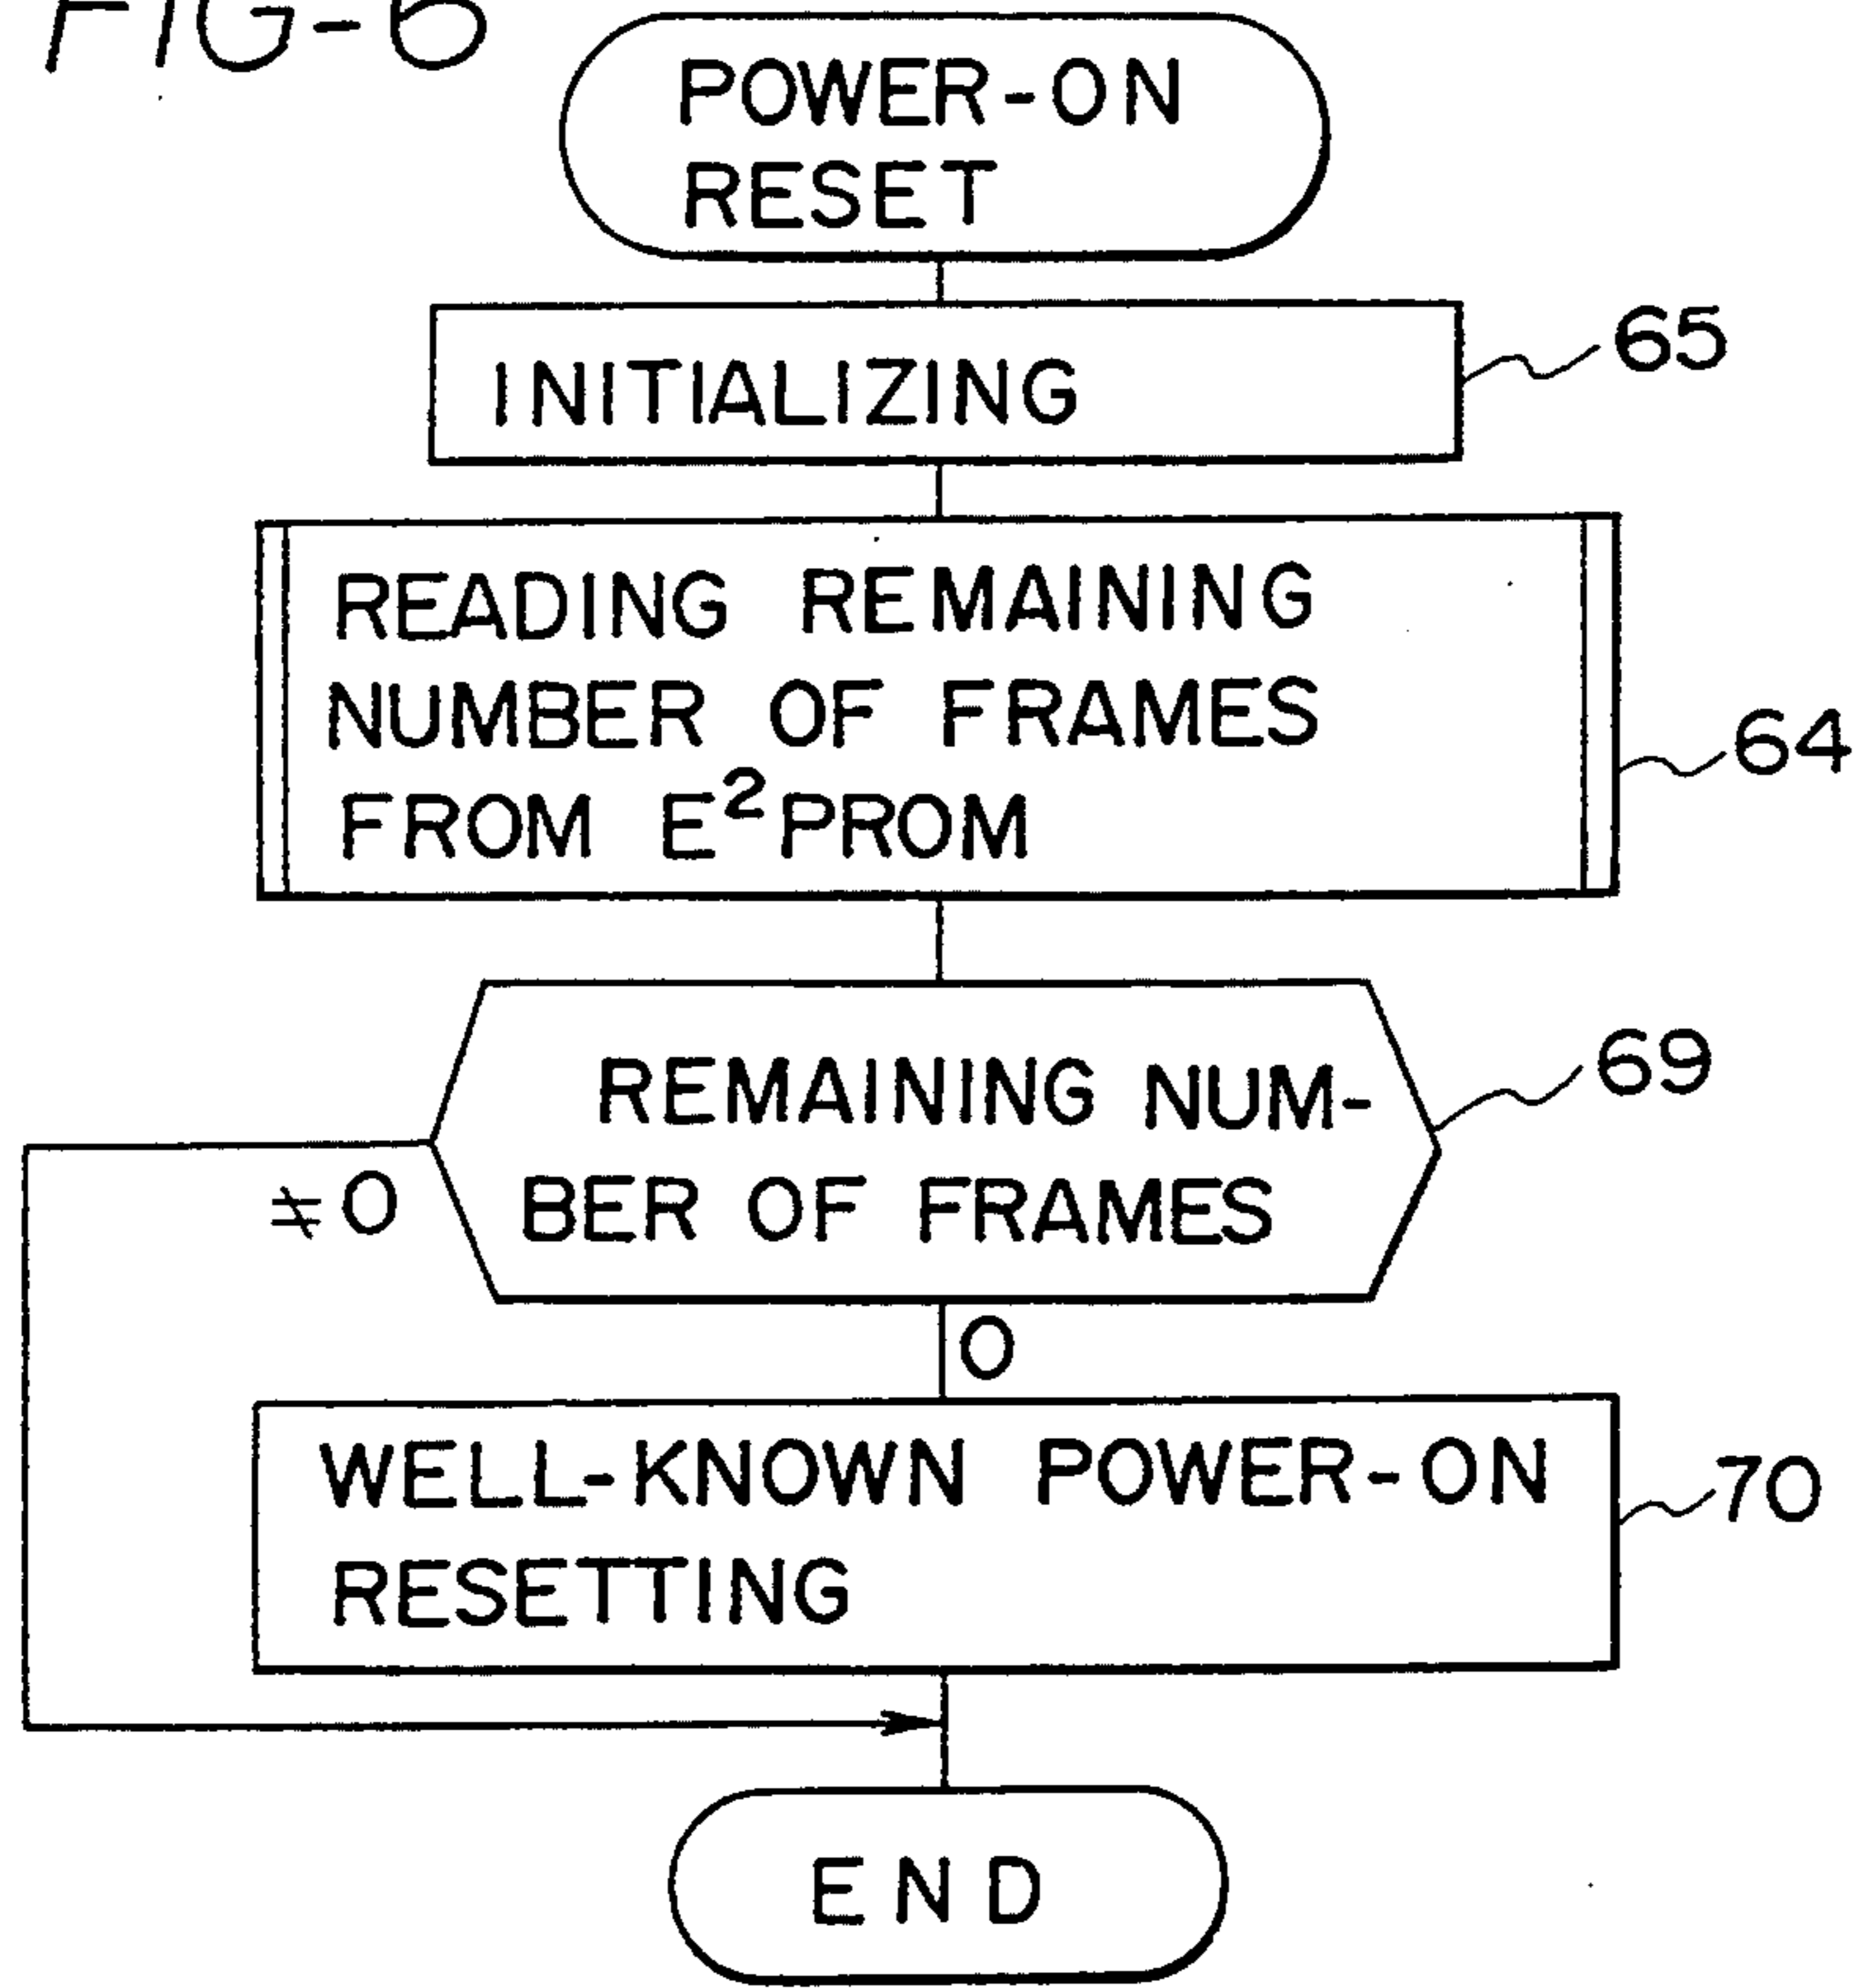 FIG-6
POWER-ON
RESET
INITIALIZING
65
READING REMAINING
NUMBER OF FRAMES
FROM E²PROM
64
REMAINING NUM-
BER OF FRAMES
69
≠0
0
WELL-KNOWN POWER-ON
RESETTING
70
END